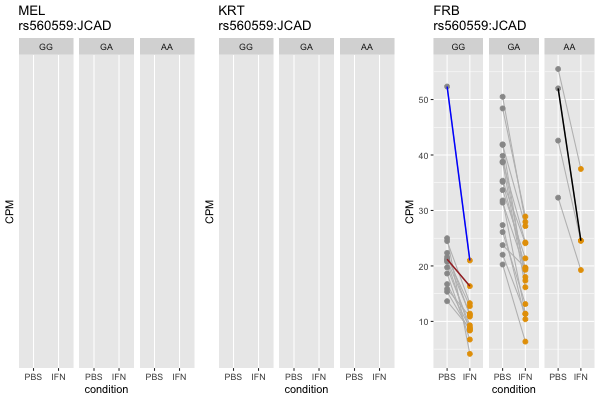 MEL
rs560559:JCAD
GG GA AA
CPM
PBS IFN PBS IFN PBS IFN
condition
KRT
rs560559:JCAD
GG GA AA
CPM
PBS IFN PBS IFN PBS IFN
condition
FRB
rs560559:JCAD
GG GA AA
CPM
50
40
30
20
10
PBS IFN PBS IFN PBS IFN
condition